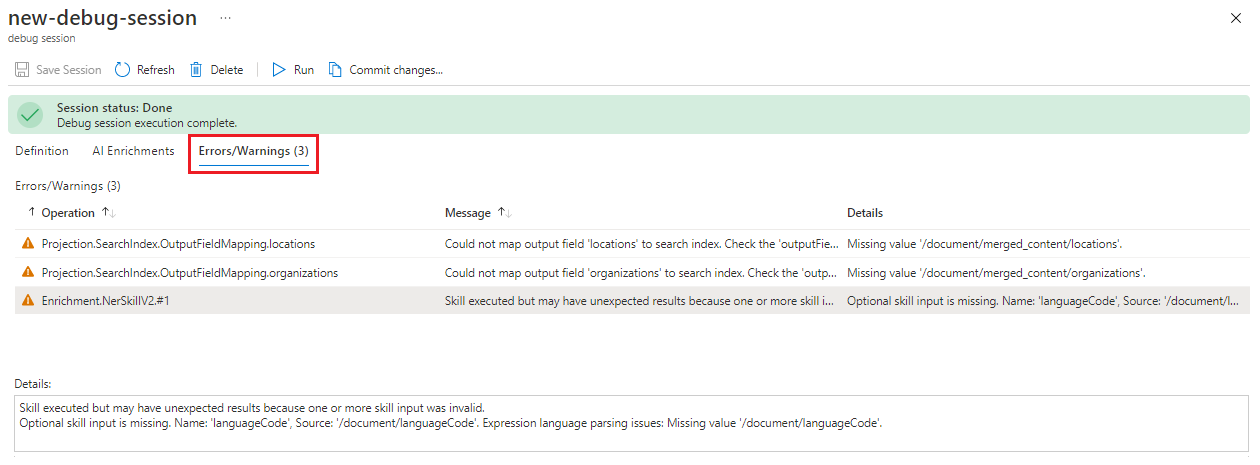 new-debug-session ...
debug session
Save Session Refresh Delete Run Commit changes...
Session status: Done
Debug session execution complete.
Definition AI Enrichments Errors/Warnings (3)
Errors/Warnings (3)
↑ Operation ↑↓ Message ↑↓ Details
Projection.SearchIndex.OutputFieldMapping.locations Could not map output field 'locations' to search index. Check the 'outputFie... Missing value '/document/merged_content/locations'.
Projection.SearchIndex.OutputFieldMapping.organizations Could not map output field 'organizations' to search index. Check the 'outp... Missing value '/document/merged_content/organizations'.
Enrichment.NerSkillV2.#1 Skill executed but may have unexpected results because one or more skill i... Optional skill input is missing. Name: 'languageCode', Source: '/document/l...
Details:
Skill executed but may have unexpected results because one or more skill input was invalid.
Optional skill input is missing. Name: 'languageCode', Source: '/document/languageCode'. Expression language parsing issues: Missing value '/document/languageCode'.